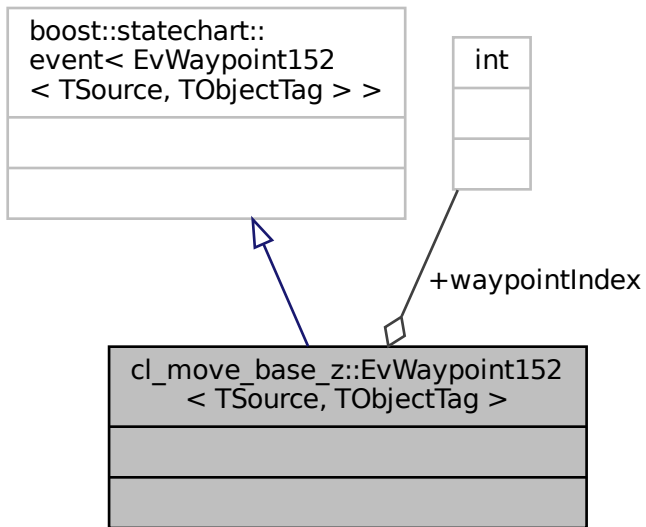 boost::statechart::
event< EvWaypoint152
< TSource, TObjectTag > >
int
+waypointIndex
cl_move_base_z::EvWaypoint152
< TSource, TObjectTag >